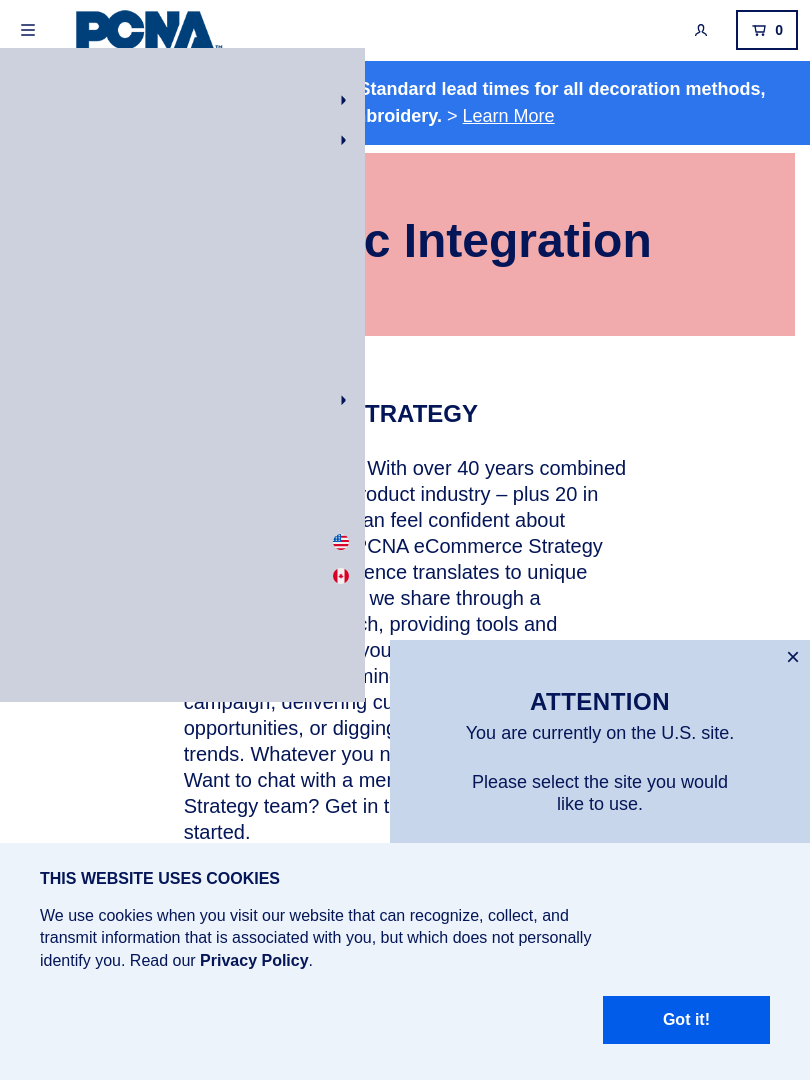 PCNA™
0
Standard lead times for all decoration methods,
broidery. > Learn More
c Integration
TRATEGY
With over 40 years combined
roduct industry – plus 20 in
an feel confident about
PCNA eCommerce Strategy
ence translates to unique
we share through a
ch, providing tools and
you
min
campaign, delivering cu
opportunities, or digging
trends. Whatever you n
Want to chat with a mer
Strategy team? Get in t
started.
×
ATTENTION
You are currently on the U.S. site.
Please select the site you would
like to use.
THIS WEBSITE USES COOKIES
We use cookies when you visit our website that can recognize, collect, and
transmit information that is associated with you, but which does not personally
identify you. Read our Privacy Policy.
Got it!